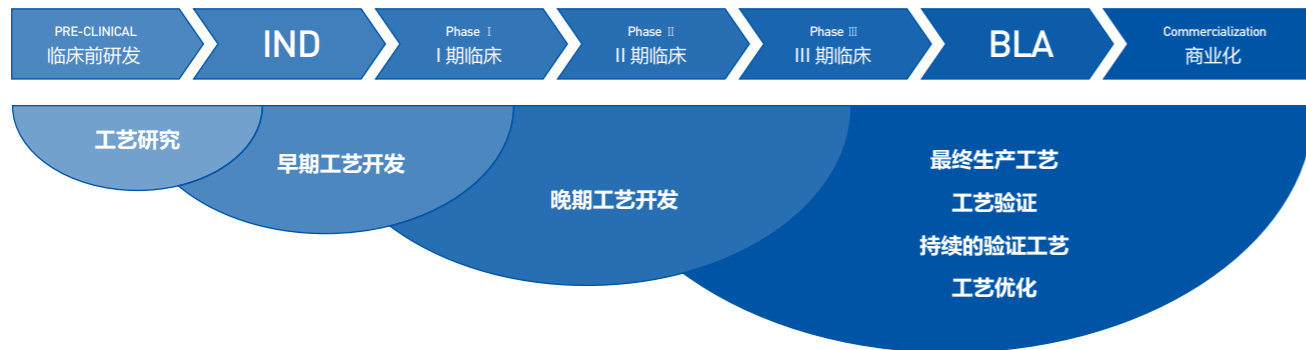 PRE-CLINICAL
临床前研发
IND
Phase Ⅰ
I 期临床
Phase Ⅱ
II 期临床
Phase Ⅲ
III 期临床
BLA
Commercialization
商业化
工艺研究
早期工艺开发
晚期工艺开发
最终生产工艺
工艺验证
持续的验证工艺
工艺优化